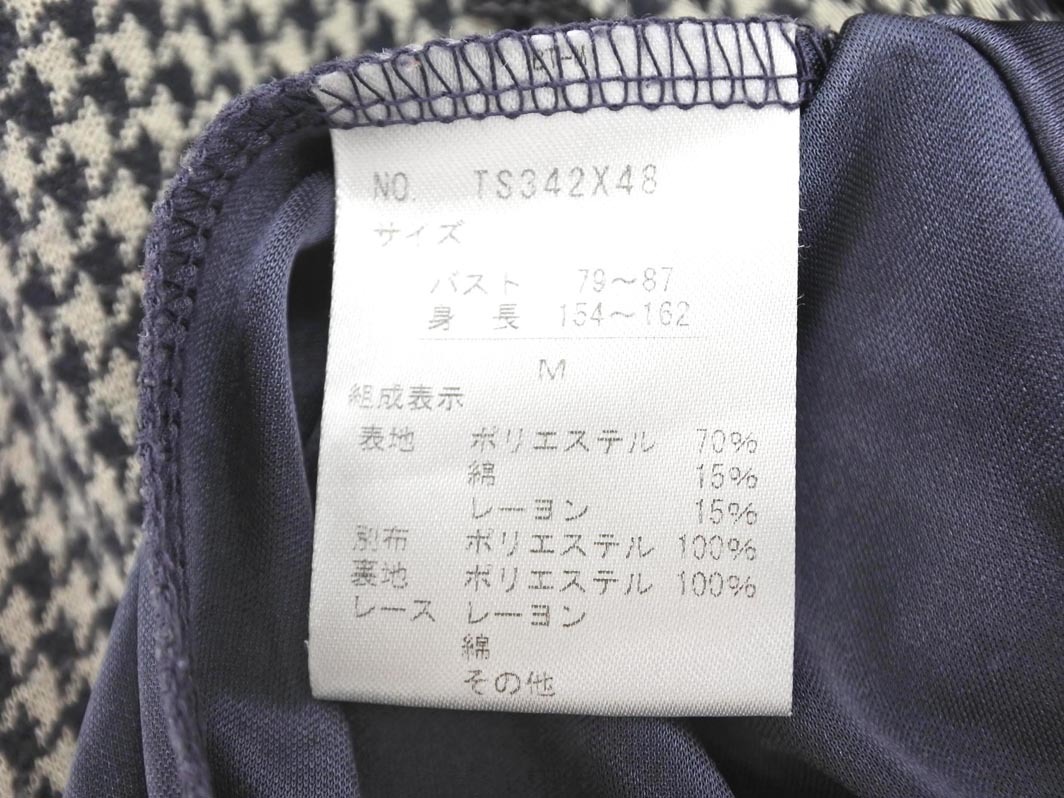 NO. TS342X48
サイズ
バスト 79～87
身 長 154～162
M
組成表示
表地 ポリエステル 70%
綿 15%
レーヨン 15%
別布 ポリエステル 100%
裏地 ポリエステル 100%
レース レーヨン
綿
その他